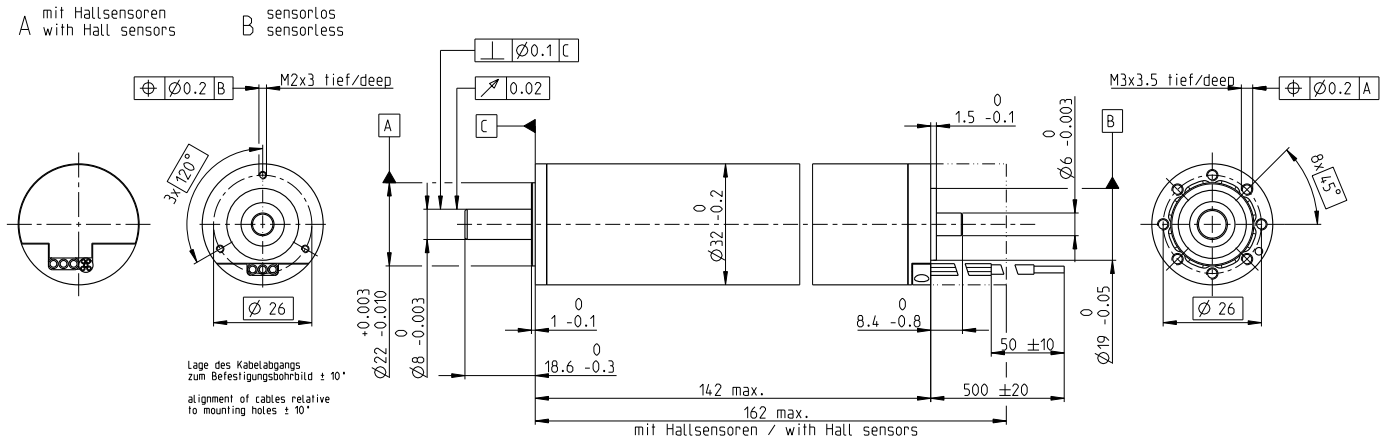 A mit Hallsensoren
with Hall sensors
B sensorlos
sensorless
⊥ Ø0.1 C
↗ 0.02
⌖ Ø0.2 B
M2x3 tief/deep
M3x3.5 tief/deep
⌖ Ø0.2 A
A
C
B
0
1.5 -0.1
0
Ø6 -0.003
3x 120°
8x 45°
0
Ø32 -0.2
Ø 26
Ø 26
+0.003
Ø22 -0.010
0
Ø8 -0.003
0
1 -0.1
0
18.6 -0.3
0
8.4 -0.8
0
Ø19 -0.05
50 ±10
500 ±20
142 max.
162 max.
mit Hallsensoren / with Hall sensors
Lage des Kabelabgangs
zum Befestigungsbohrbild ± 10°
alignment of cables relative
to mounting holes ± 10°